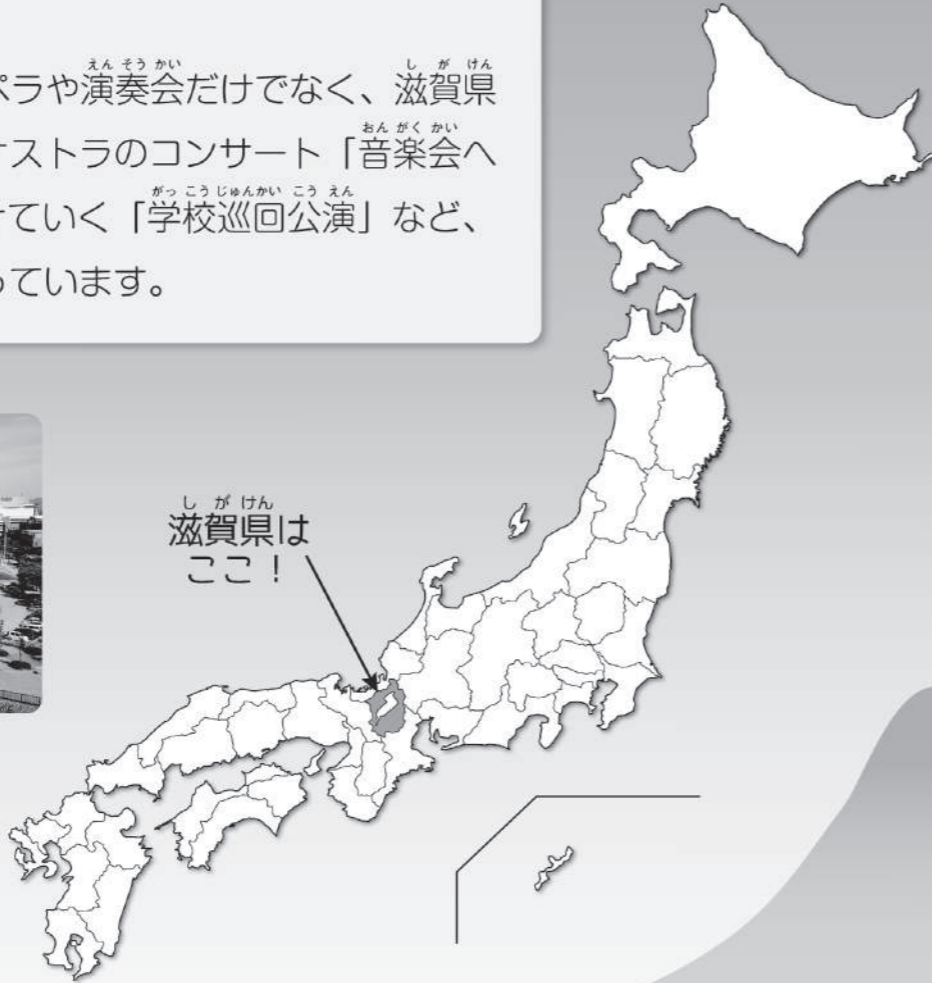 ペラや演奏会だけでなく、滋賀県
ケストラのコンサート「音楽会へ
けていく「学校巡回公演」など、
っています。
滋賀県は
ここ！